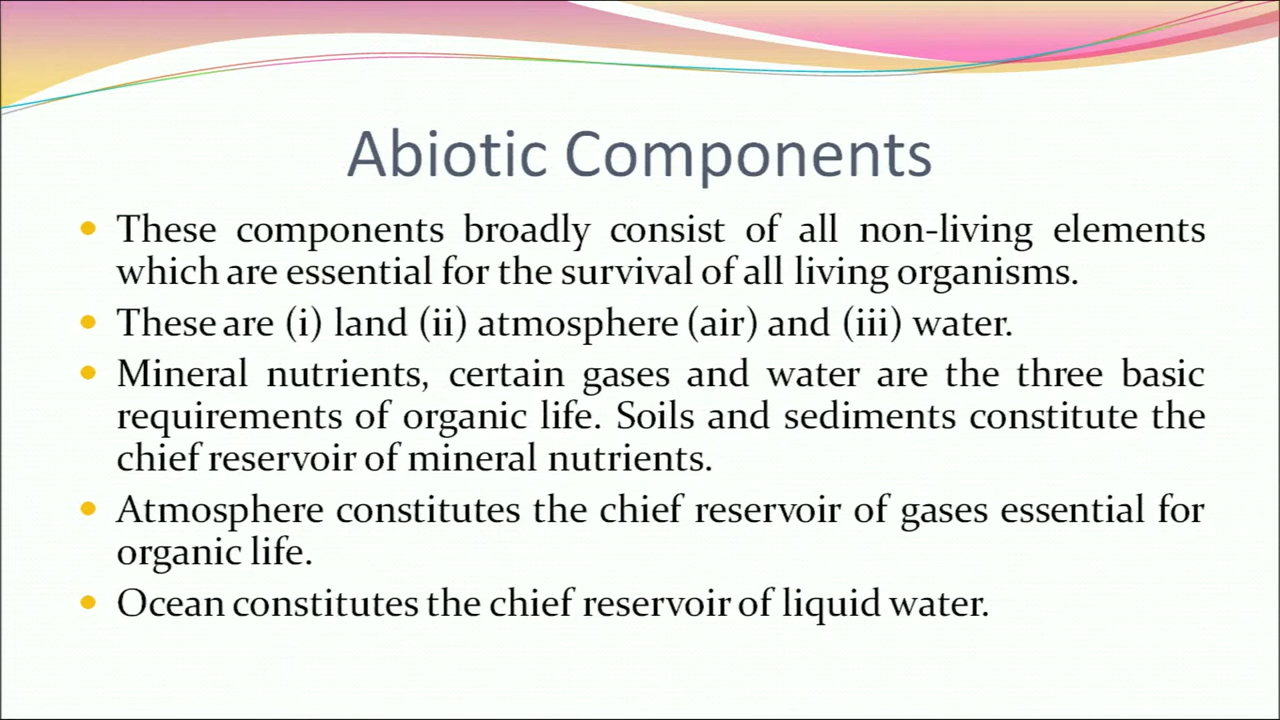 Abiotic Components
• These components broadly consist of all non-living elements
which are essential for the survival of all living organisms.
• These are (i) land (ii) atmosphere (air) and (iii) water.
• Mineral nutrients, certain gases and water are the three basic
requirements of organic life. Soils and sediments constitute the
chief reservoir of mineral nutrients.
• Atmosphere constitutes the chief reservoir of gases essential for
organic life.
• Ocean constitutes the chief reservoir of liquid water.